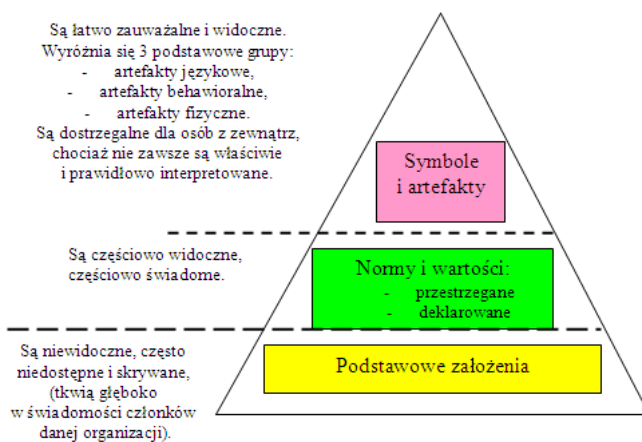 Są łatwo zauważalne i widoczne.
Wyróżnia się 3 podstawowe grupy:
- artefakty językowe,
- artefakty behawioralne,
- artefakty fizyczne.
Są dostrzegalne dla osób z zewnątrz,
chociaż nie zawsze są właściwie
i prawidłowo interpretowane.
Symbole
i artefakty
Są częściowo widoczne,
częściowo świadome.
Normy i wartości:
- przestrzegane
- deklarowane
Są niewidoczne, często
niedostępne i skrywane,
(tkwią głęboko
w świadomości członków
danej organizacji).
Podstawowe założenia